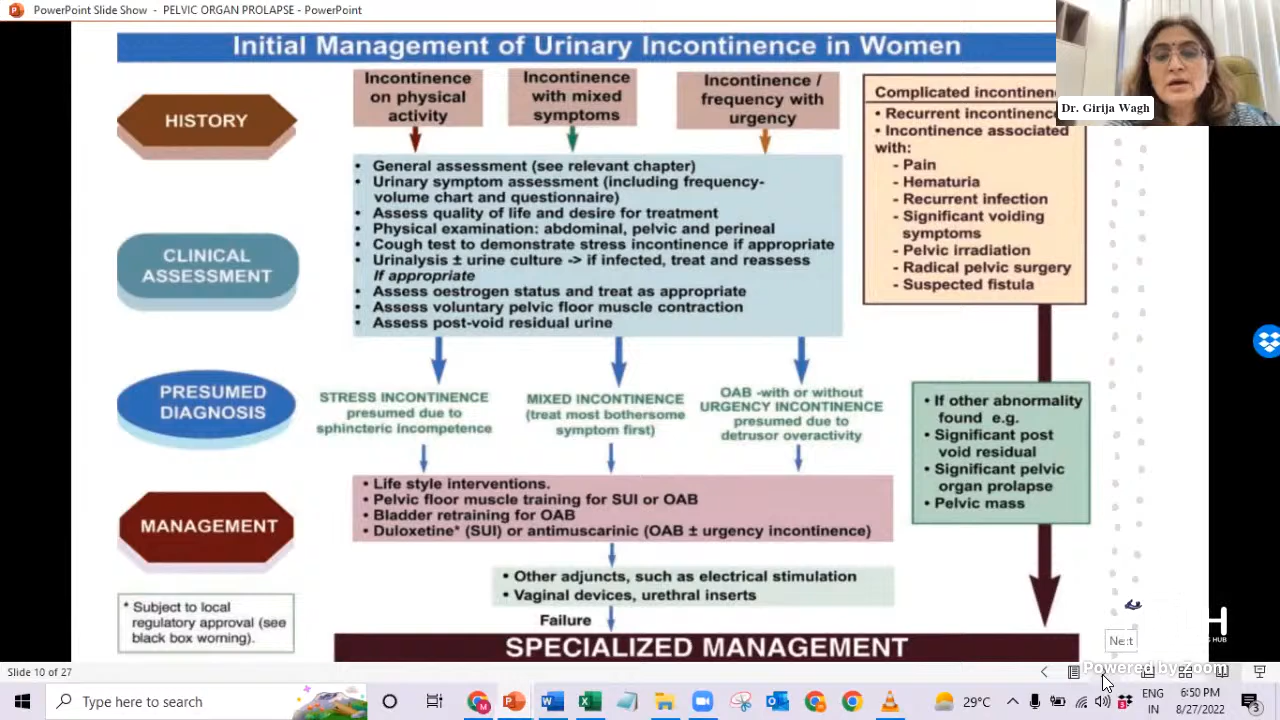 PowerPoint Slide Show - PELVIC ORGAN PROLAPSE - PowerPoint
Initial Management of Urinary Incontinence in Women
HISTORY
Incontinence
on physical
activity
Incontinence
with mixed
symptoms
Incontinence /
frequency with
urgency
Complicated incontinen
• Recurrent incontinenc
• Incontinence associated
with:
- Pain
- Hematuria
- Recurrent infection
- Significant voiding
symptoms
- Pelvic irradiation
- Radical pelvic surgery
- Suspected fistula
Dr. Girija Wagh
CLINICAL
ASSESSMENT
• General assessment (see relevant chapter)
• Urinary symptom assessment (including frequency-
volume chart and questionnaire)
• Assess quality of life and desire for treatment
• Physical examination: abdominal, pelvic and perineal
• Cough test to demonstrate stress incontinence if appropriate
• Urinalysis ± urine culture -> if infected, treat and reassess
If appropriate
• Assess oestrogen status and treat as appropriate
• Assess voluntary pelvic floor muscle contraction
• Assess post-void residual urine
PRESUMED
DIAGNOSIS
STRESS INCONTINENCE
presumed due to
sphincteric incompetence
MIXED INCONTINENCE
(treat most bothersome
symptom first)
OAB -with or without
URGENCY INCONTINENCE
presumed due to
detrusor overactivity
• If other abnormality
found e.g.
• Significant post
void residual
• Significant pelvic
organ prolapse
• Pelvic mass
MANAGEMENT
• Life style interventions.
• Pelvic floor muscle training for SUI or OAB
• Bladder retraining for OAB
• Duloxetine* (SUI) or antimuscarinic (OAB ± urgency incontinence)
• Other adjuncts, such as electrical stimulation
• Vaginal devices, urethral inserts
Failure
* Subject to local
regulatory approval (see
black box worning).
SPECIALIZED MANAGEMENT
H
S HUB
Next
Slide 10 of 27
Powered by Zoom
Type here to search
29°C
ENG
IN
6:50 PM
8/27/2022
3